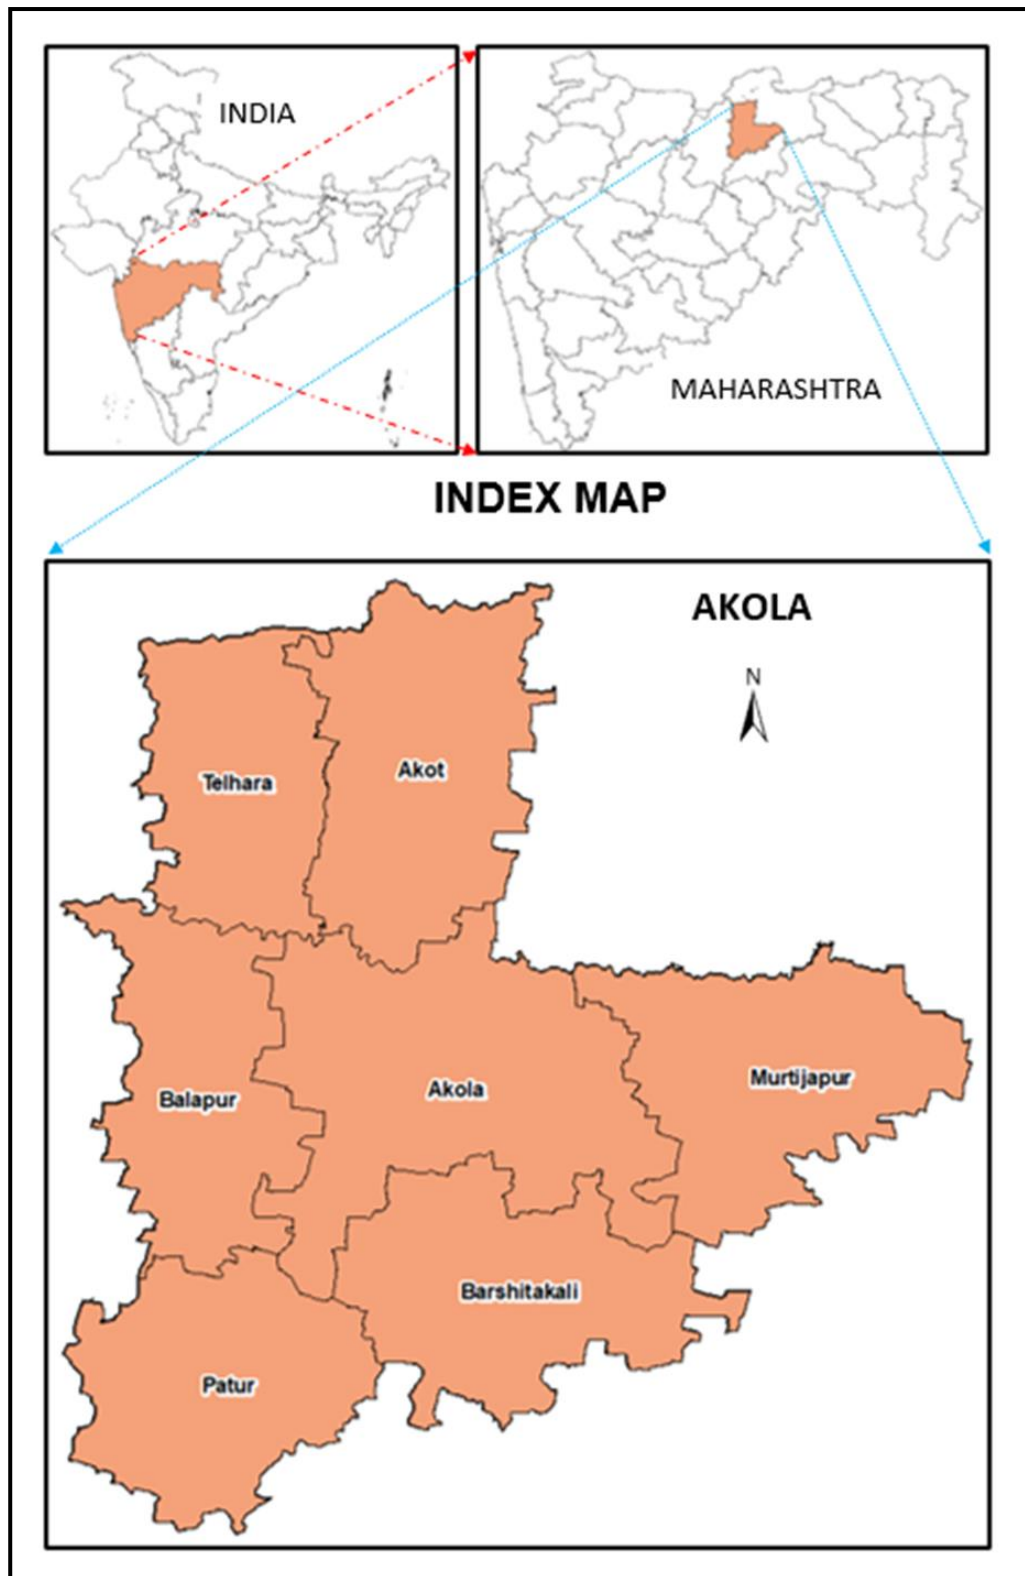 INDIA
MAHARASHTRA
INDEX MAP
AKOLA
N
Akot
Telhara
Murtijapur
Akola
Balapur
Barshitakali
Patur